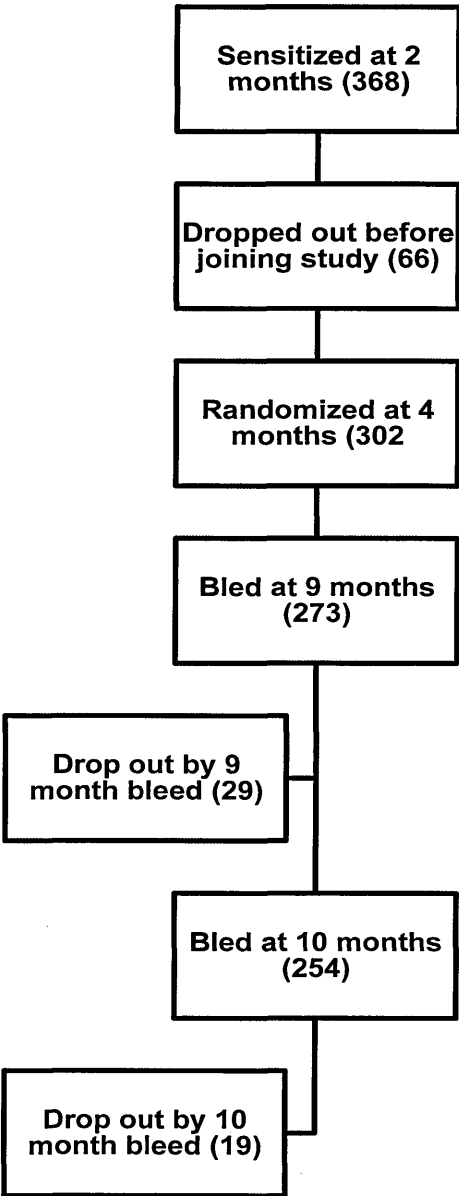 Sensitized at 2
months (368)
Dropped out before
joining study (66)
Randomized at 4
months (302
Bled at 9 months
(273)
Drop out by 9
month bleed (29)
Bled at 10 months
(254)
Drop out by 10
month bleed (19)